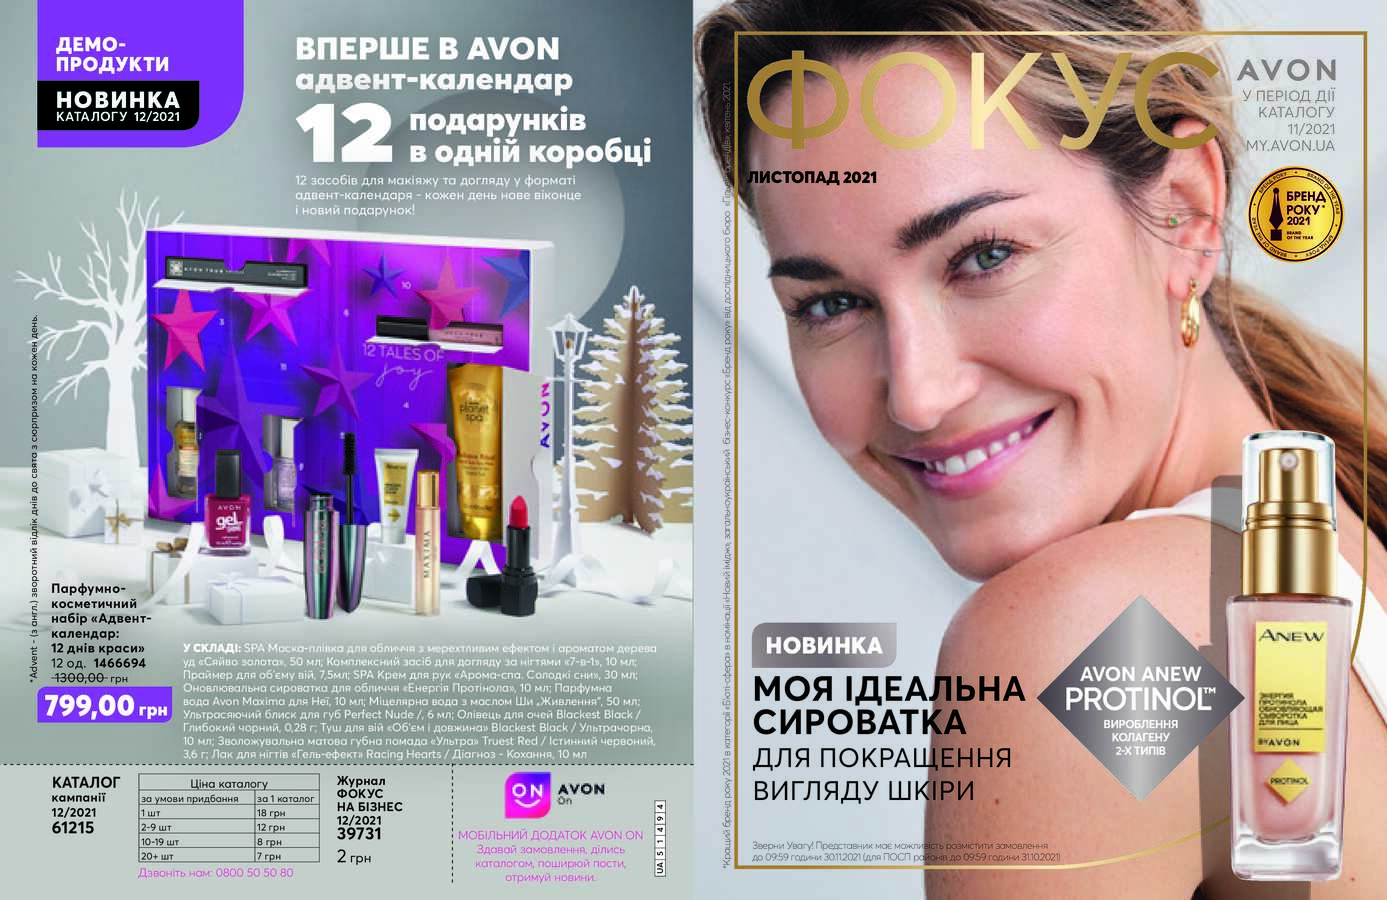 ДЕМО-
ПРОДУКТИ
НОВИНКА
КАТАЛОГУ 12/2021
ВПЕРШЕ В AVON
адвент-календар
12 подарунків
в одній коробці
12 засобів для макіяжу та догляду у форматі
адвент-календаря - кожен день нове віконце
і новий подарунок!
*Advent - (з англ.) зворотний відлік днів до свята з сюрпризом на кожен день.
AVON TRUE
10
3
6
11
4
12 TALES OF
joy
AVON
planet
spa
AVON
gel
MAXIMA
Парфумно-
косметичний
набір «Адвент-
календар:
12 днів краси»
12 од. 1466694
1300,00 грн
799,00 грн
У СКЛАДІ: SPA Маска-плівка для обличчя з мерехтливим ефектом і ароматом дерева
уд «Сяйво золота», 50 мл; Комплексний засіб для догляду за нігтями «7-в-1», 10 мл;
Праймер для об'єму вій, 7,5мл; SPA Крем для рук «Арома-спа. Солодкі сни», 30 мл;
Оновлювальна сироватка для обличчя «Енергія Протінола», 10 мл; Парфумна
вода Avon Maxima для Неї, 10 мл; Міцелярна вода з маслом Ши „Живлення", 50 мл;
Ультрасяючий блиск для губ Perfect Nude /, 6 мл; Олівець для очей Blackest Black /
Глибокий чорний, 0,28 г; Туш для вій «Об'єм і довжина» Blackest Black / Ультрачорна,
10 мл; Зволожувальна матова губна помада «Ультра» Truest Red / Істинний червоний,
3,6 г; Лак для нігтів «Гель-ефект» Racing Hearts / Діагноз - Кохання, 10 мл
КАТАЛОГ
кампанії
12/2021
61215
Ціна каталогу
за умови придбання за 1 каталог
1 шт 18 грн
2-9 шт 12 грн
10-19 шт 8 грн
20+ шт 7 грн
Дзвоніть нам: 0800 50 50 80
Журнал
ФОКУС
НА БІЗНЕС
12/2021
39731
2 грн
ON
AVON
On
МОБІЛЬНИЙ ДОДАТОК AVON ON
Здавай замовлення, ділись
каталогом, поширюй пости,
отримуй новини.
UA 5 1 4 9 4
ФОКУС
AVON
У ПЕРІОД ДІЇ
КАТАЛОГУ
11/2021
MY.AVON.UA
ЛИСТОПАД 2021
БРЕНД
РОКУ*
2021
BRAND
OF THE YEAR
*Кращий бренд року 2021 в категорії «Б'юті-сфера» в номінації «Новий імідж», загальноукраїнський бізнес-конкурс «Бренд року» від дослідницького бюро
квітень 2021
НОВИНКА
МОЯ ІДЕАЛЬНА
СИРОВАТКА
ДЛЯ ПОКРАЩЕННЯ
ВИГЛЯДУ ШКІРИ
AVON ANEW
PROTINOL™
ВИРОБЛЕННЯ
КОЛАГЕНУ
2-Х ТИПІВ
ANEW
ЭНЕРГИЯ
ПРОТИНОЛА
ОБНОВЛЯЮЩАЯ
СЫВОРОТКА
ДЛЯ ЛИЦА
BY AVON
PROTINOL
Зверни Увагу! Представник має можливість розмістити замовлення
до 09:59 години 30.11.2021 (для ПОСП районів до 09:59 години 31.10.2021)